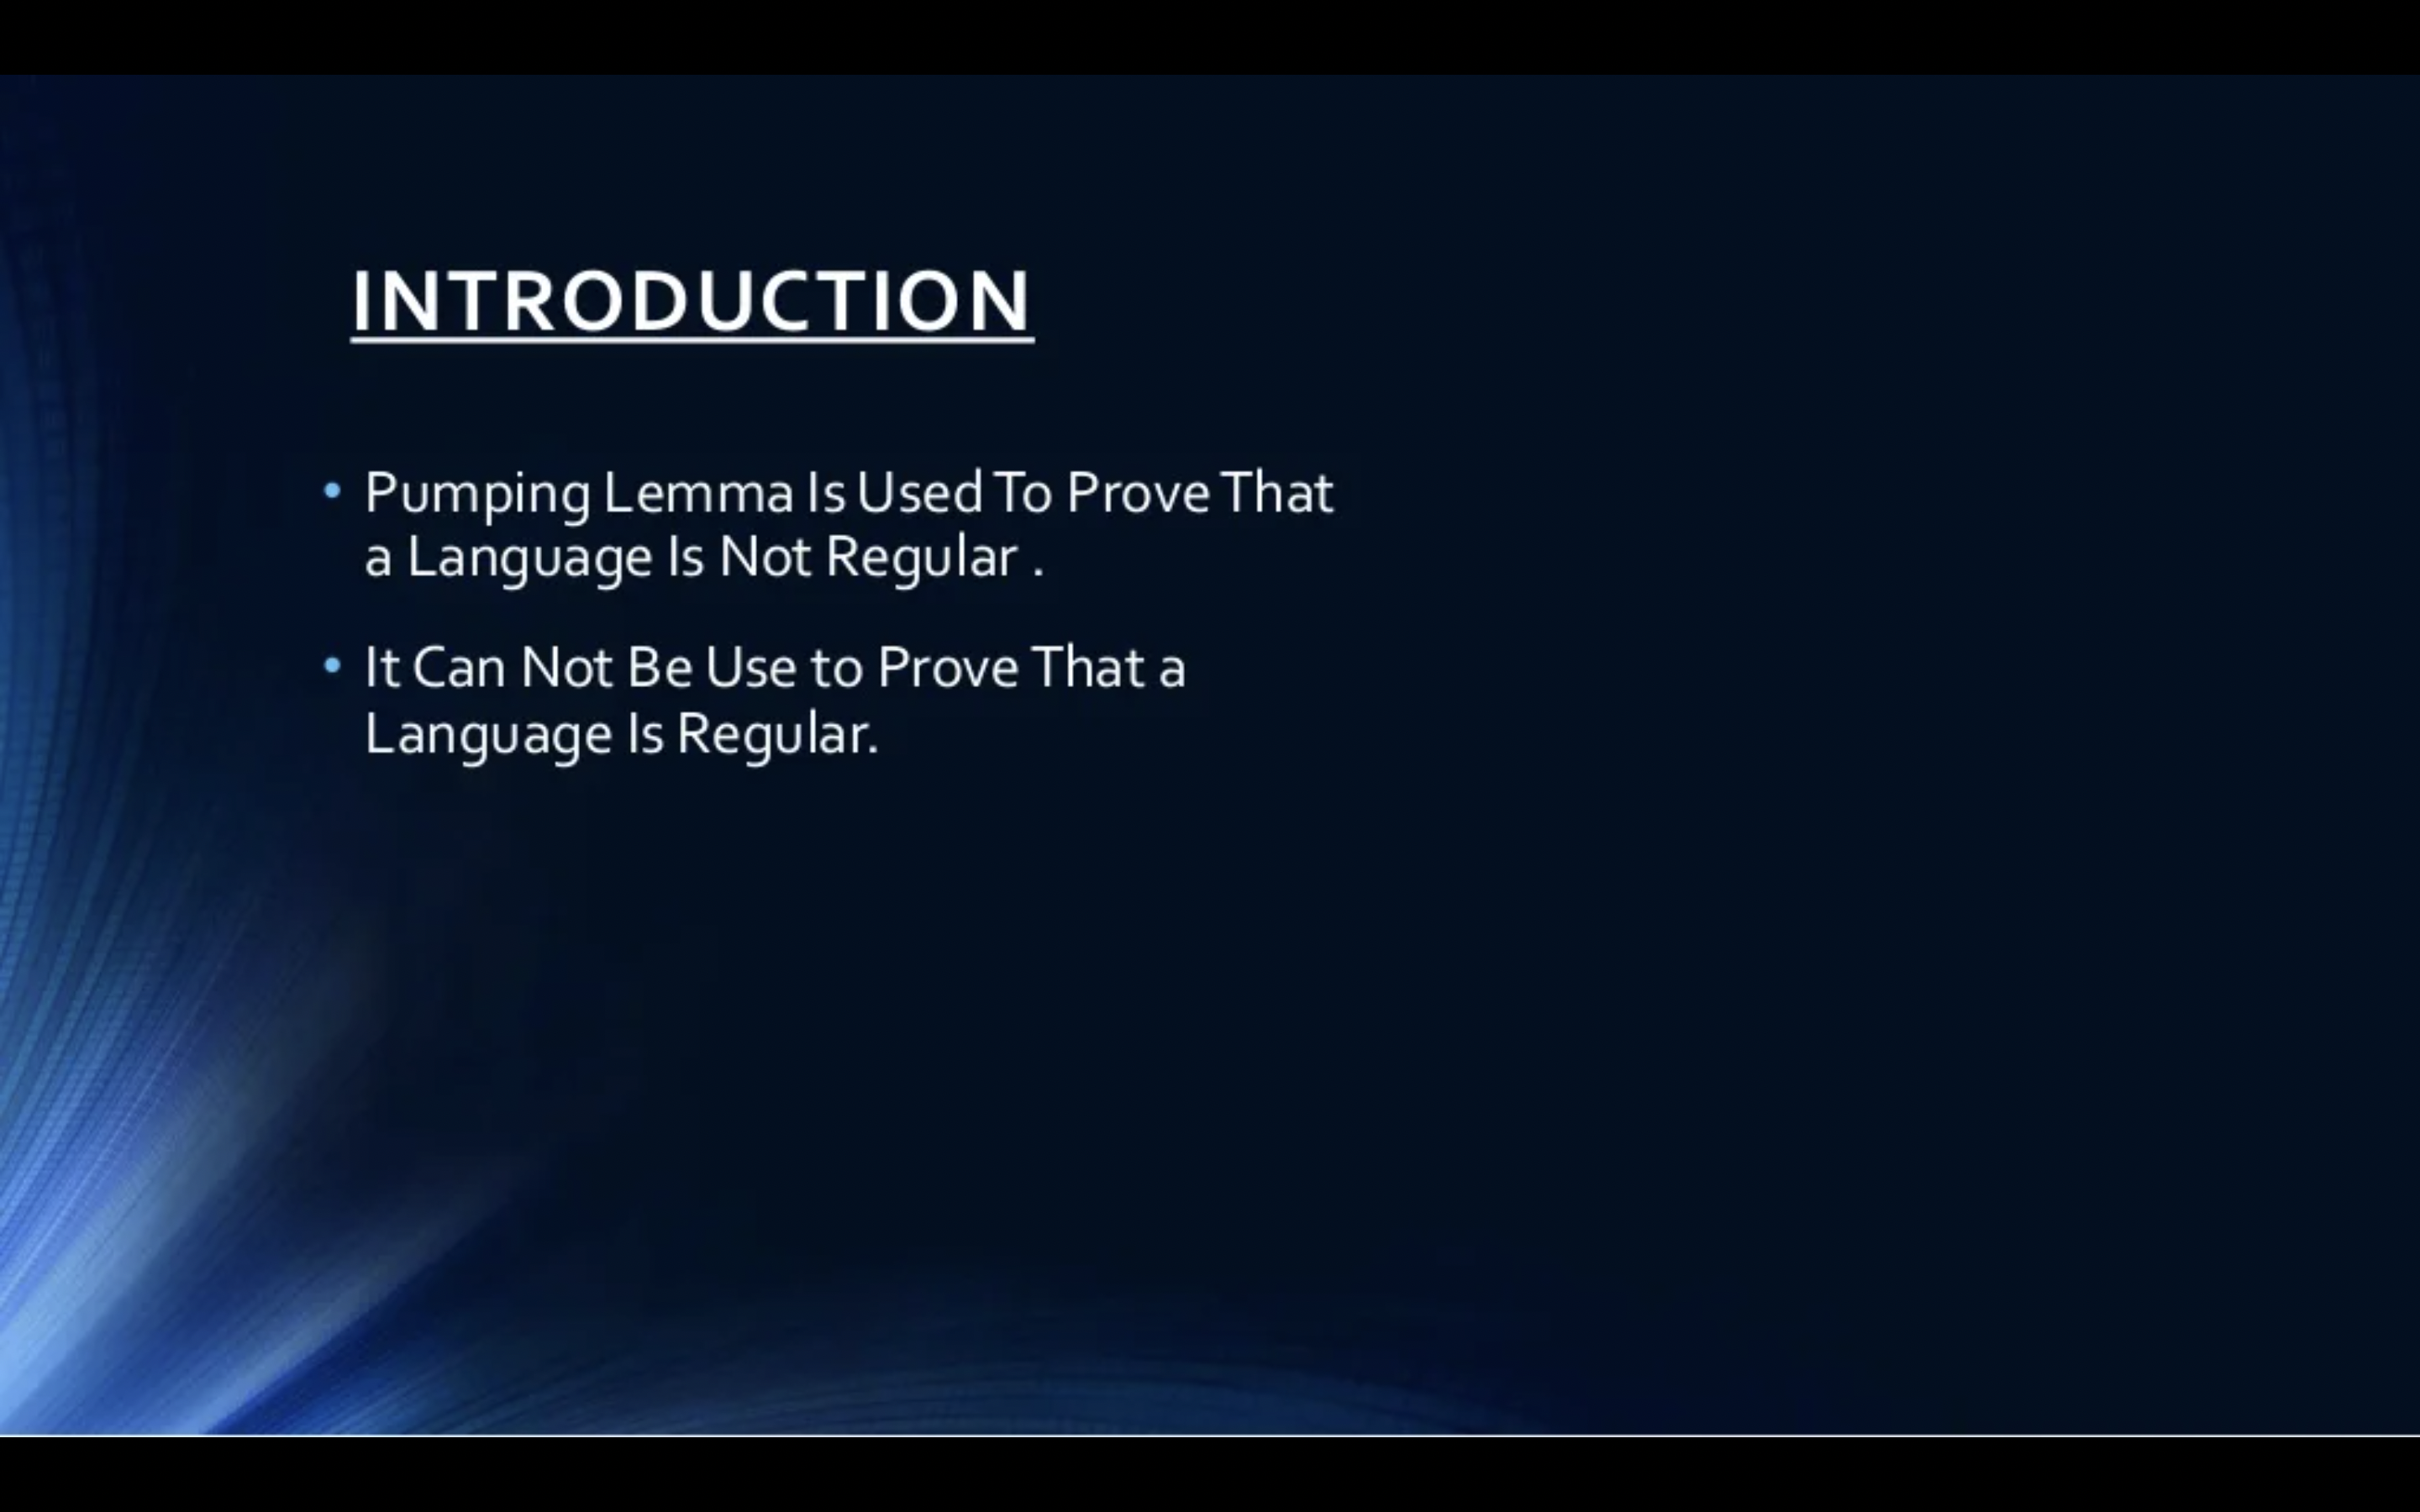 INTRODUCTION
• Pumping Lemma Is Used To Prove That
a Language Is Not Regular .
• It Can Not Be Use to Prove That a
Language Is Regular.